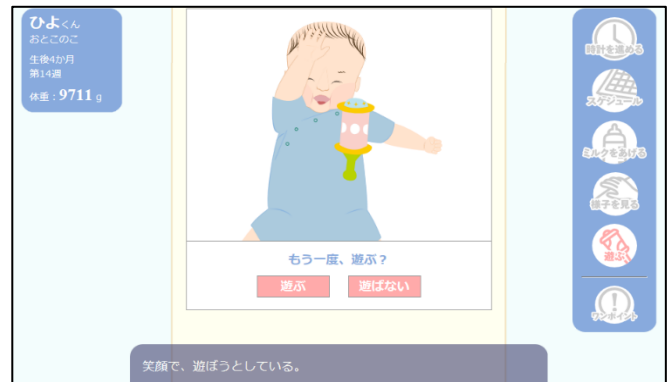 ひよくん
おとこのこ
生後4か月
第14週
体重：9711 g
もう一度、遊ぶ？
遊ぶ
遊ばない
笑顔で、遊ぼうとしている。
時計を進める
スケジュール
ミルクをあげる
様子を見る
遊ぶ
ワンポイント